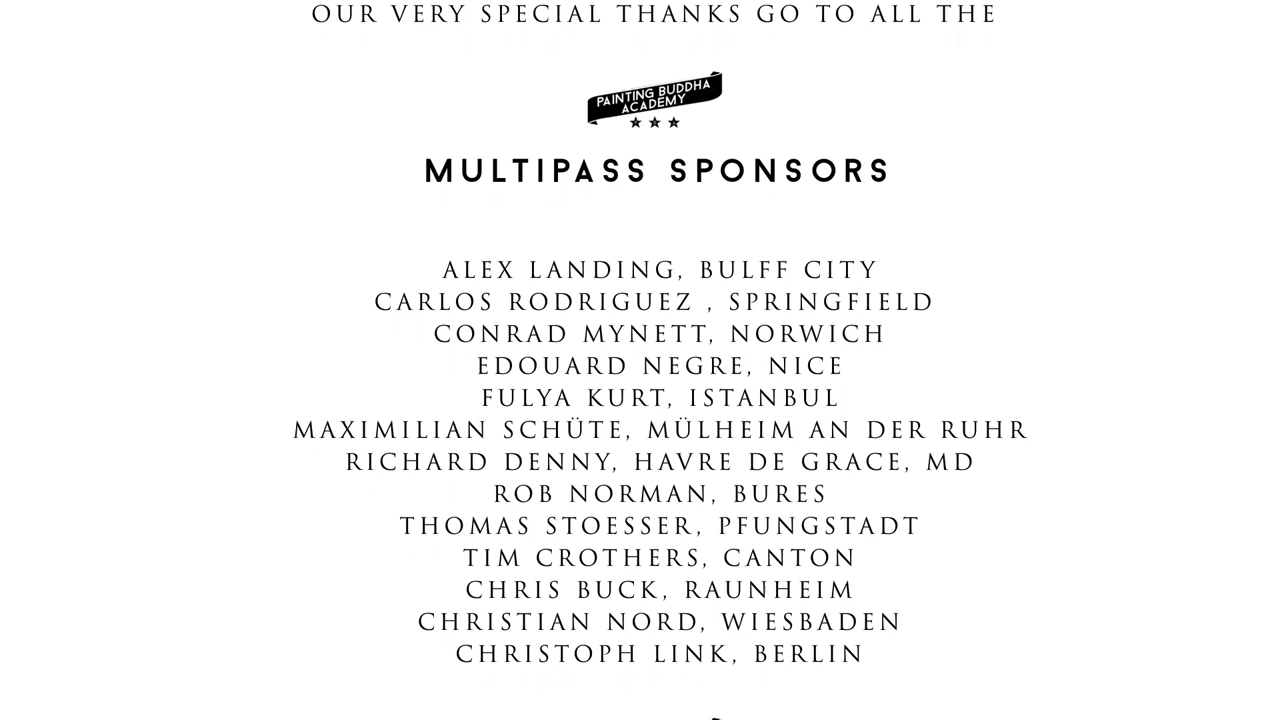 OUR VERY SPECIAL THANKS GO TO ALL THE
PAINTING BUDDHA
ACADEMY
MULTIPASS SPONSORS
ALEX LANDING, BULFF CITY
CARLOS RODRIGUEZ , SPRINGFIELD
CONRAD MYNETT, NORWICH
EDOUARD NEGRE, NICE
FULYA KURT, ISTANBUL
MAXIMILIAN SCHÜTE, MÜLHEIM AN DER RUHR
RICHARD DENNY, HAVRE DE GRACE, MD
ROB NORMAN, BURES
THOMAS STOESSER, PFUNGSTADT
TIM CROTHERS, CANTON
CHRIS BUCK, RAUNHEIM
CHRISTIAN NORD, WIESBADEN
CHRISTOPH LINK, BERLIN